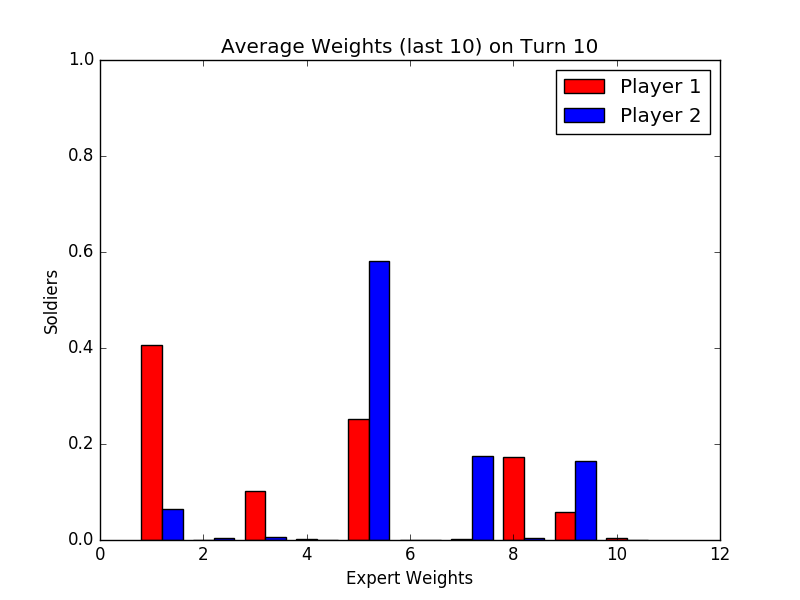 Average Weights (last 10) on Turn 10
1.0
0.8
0.6
0.4
0.2
0.0
Soldiers
Player 1
Player 2
0 2 4 6 8 10 12
Expert Weights